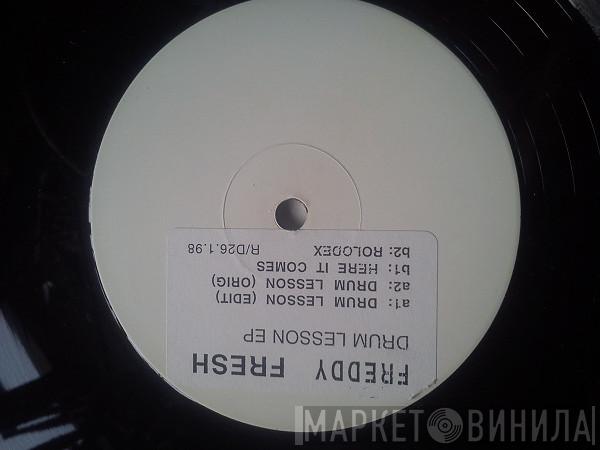 FREDDY FRESH
DRUM LESSON EP
a1: DRUM LESSON (EDIT)
a2: DRUM LESSON (ORIG)
b1: HERE IT COMES
b2: ROLODEX R/D26.1.98
МАРКЕТ ВИНИЛА